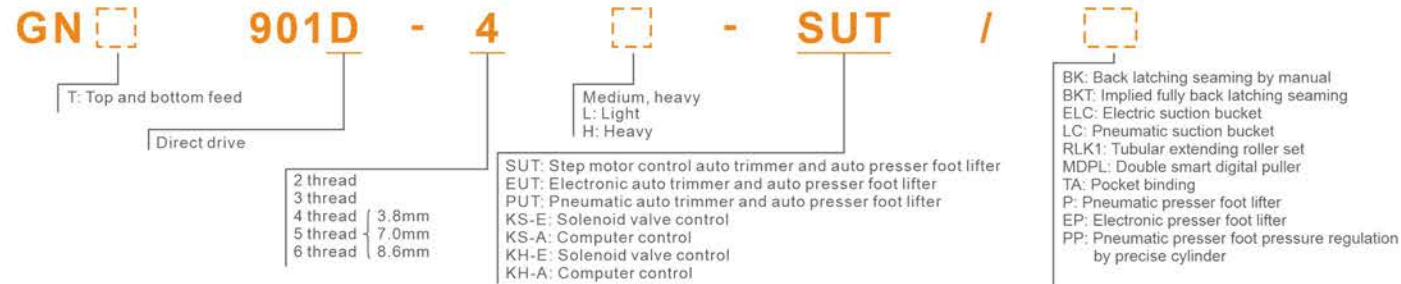 GN 901D - 4 - SUT /
T: Top and bottom feed
Direct drive
2 thread
3 thread
4 thread 3.8mm
5 thread 7.0mm
6 thread 8.6mm
Medium, heavy
L: Light
H: Heavy
SUT: Step motor control auto trimmer and auto presser foot lifter
EUT: Electronic auto trimmer and auto presser foot lifter
PUT: Pneumatic auto trimmer and auto presser foot lifter
KS-E: Solenoid valve control
KS-A: Computer control
KH-E: Solenoid valve control
KH-A: Computer control
BK: Back latching seaming by manual
BKT: Implied fully back latching seaming
ELC: Electric suction bucket
LC: Pneumatic suction bucket
RLK1: Tubular extending roller set
MDPL: Double smart digital puller
TA: Pocket binding
P: Pneumatic presser foot lifter
EP: Electronic presser foot lifter
PP: Pneumatic presser foot pressure regulation
by precise cylinder